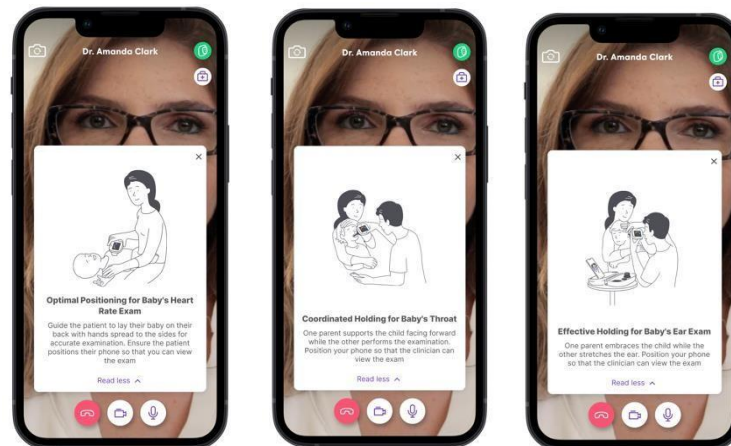 Dr. Amanda Clark
Optimal Positioning for Baby's Heart
Rate Exam
Guide the patient to lay their baby on their
back with hands spread to the sides for
accurate examination. Ensure the patient
positions their phone so that you can view
the exam
Read less
Dr. Amanda Clark
Coordinated Holding for Baby's Throat
One parent supports the child facing forward
while the other performs the examination.
Position your phone so that the clinician can
view the exam
Read less
Dr. Amanda Clark
Effective Holding for Baby's Ear Exam
One parent embraces the child while the
other stretches the ear. Position your phone
so that the clinician can view the exam
Read less